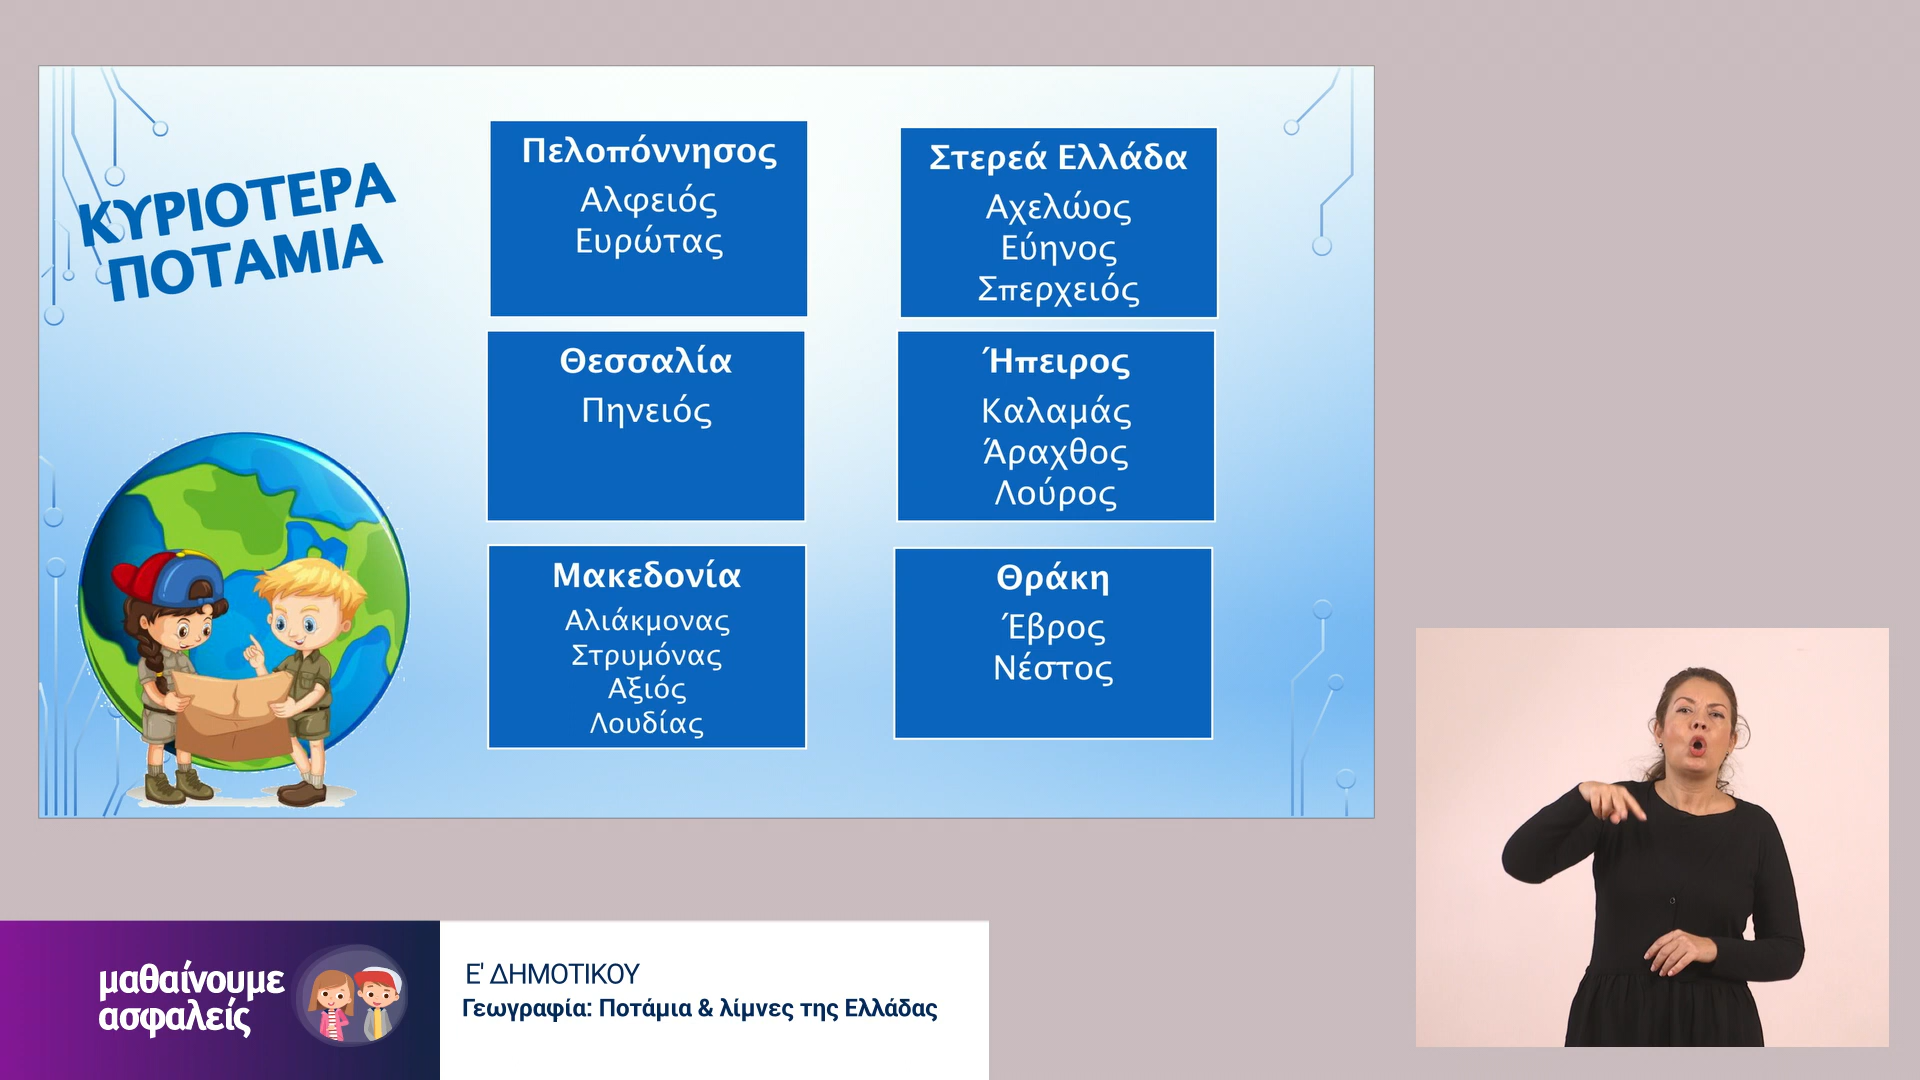 ΚΥΡΙΟΤΕΡΑ
ΠΟΤΑΜΙΑ
Πελοπόννησος
Αλφειός
Ευρώτας
Στερεά Ελλάδα
Αχελώος
Εύηνος
Σπερχειός
Θεσσαλία
Πηνειός
Ήπειρος
Καλαμάς
Άραχθος
Λούρος
Μακεδονία
Αλιάκμονας
Στρυμόνας
Αξιός
Λουδίας
Θράκη
Έβρος
Νέστος
μαθαίνουμε
ασφαλείς
Ε' ΔΗΜΟΤΙΚΟΥ
Γεωγραφία: Ποτάμια & λίμνες της Ελλάδας